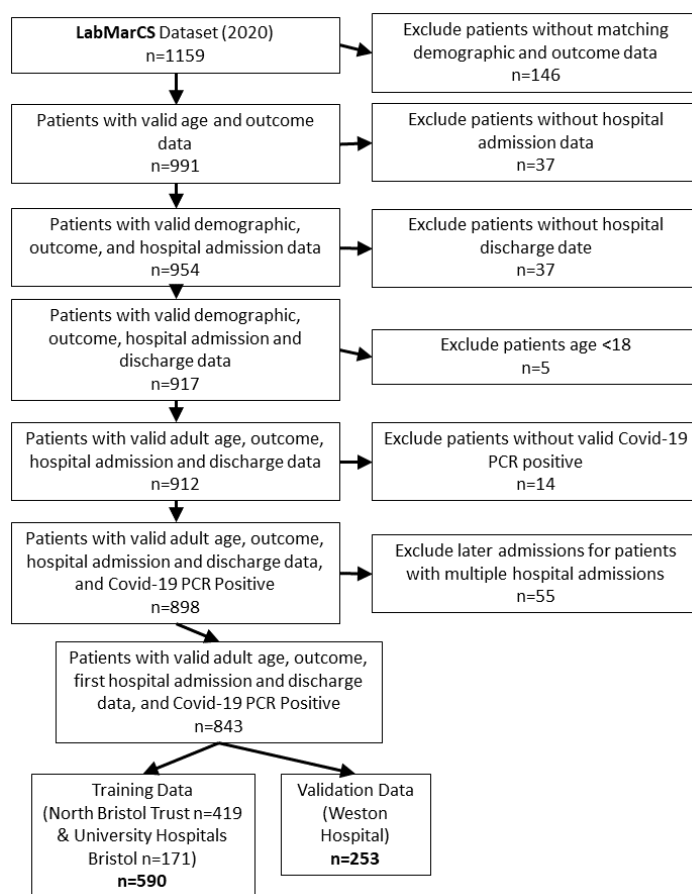 LabMarCS Dataset (2020)
n=1159
Exclude patients without matching
demographic and outcome data
n=146
Patients with valid age and outcome
data
n=991
Exclude patients without hospital
admission data
n=37
Patients with valid demographic,
outcome, and hospital admission data
n=954
Exclude patients without hospital
discharge date
n=37
Patients with valid demographic,
outcome, hospital admission and
discharge data
n=917
Exclude patients age <18
n=5
Patients with valid adult age, outcome,
hospital admission and discharge data
n=912
Exclude patients without valid Covid-19
PCR positive
n=14
Patients with valid adult age, outcome,
hospital admission and discharge data,
and Covid-19 PCR Positive
n=898
Exclude later admissions for patients
with multiple hospital admissions
n=55
Patients with valid adult age, outcome,
first hospital admission and discharge
data, and Covid-19 PCR Positive
n=843
Training Data
(North Bristol Trust n=419
& University Hospitals
Bristol n=171)
n=590
Validation Data
(Weston
Hospital)
n=253